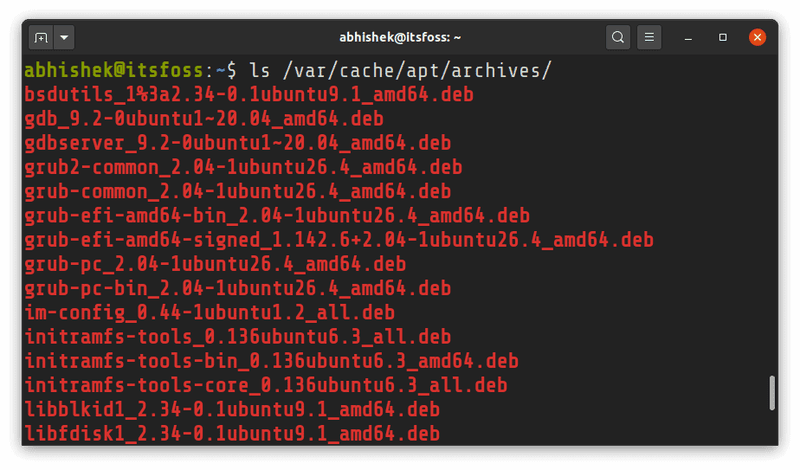 abhishek@itsfoss: ~
abhishek@itsfoss:~$ ls /var/cache/apt/archives/
bsdutils_1%3a2.34-0.1ubuntu9.1_amd64.deb
gdb_9.2-0ubuntu1~20.04_amd64.deb
gdbserver_9.2-0ubuntu1~20.04_amd64.deb
grub2-common_2.04-1ubuntu26.4_amd64.deb
grub-common_2.04-1ubuntu26.4_amd64.deb
grub-efi-amd64-bin_2.04-1ubuntu26.4_amd64.deb
grub-efi-amd64-signed_1.142.6+2.04-1ubuntu26.4_amd64.deb
grub-pc_2.04-1ubuntu26.4_amd64.deb
grub-pc-bin_2.04-1ubuntu26.4_amd64.deb
im-config_0.44-1ubuntu1.2_all.deb
initramfs-tools_0.136ubuntu6.3_all.deb
initramfs-tools-bin_0.136ubuntu6.3_amd64.deb
initramfs-tools-core_0.136ubuntu6.3_all.deb
libblkid1_2.34-0.1ubuntu9.1_amd64.deb
libfdisk1_2.34-0.1ubuntu9.1_amd64.deb